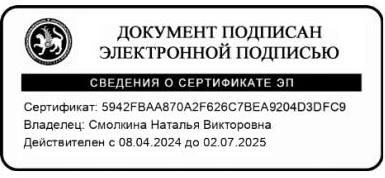 ДОКУМЕНТ ПОДПИСАН
ЭЛЕКТРОННОЙ ПОДПИСЬЮ
СВЕДЕНИЯ О СЕРТИФИКАТЕ ЭП
Сертификат: 5942FBAA870A2F626C7BEA9204D3DFC9
Владелец: Смолкина Наталья Викторовна
Действителен с 08.04.2024 до 02.07.2025